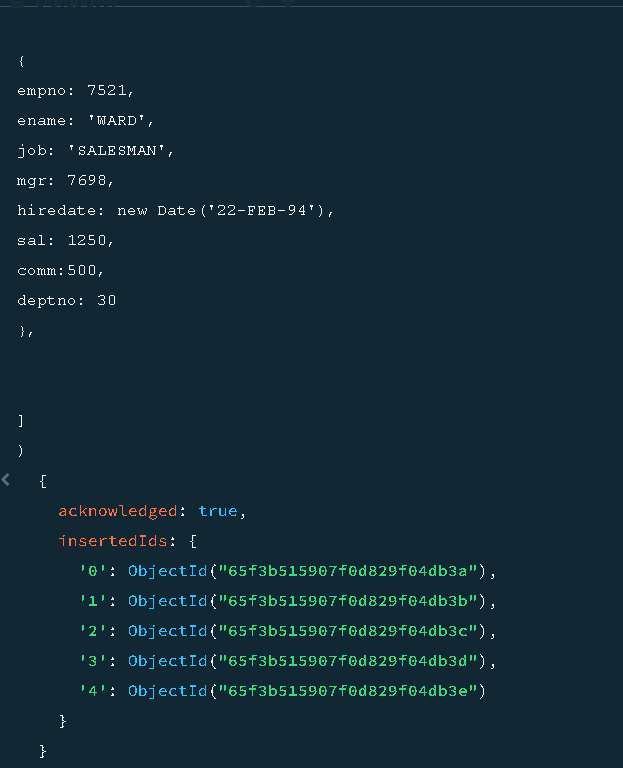 {
empno: 7521,
ename: 'WARD',
job: 'SALESMAN',
mgr: 7698,
hiredate: new Date('22-FEB-94'),
sal: 1250,
comm:500,
deptno: 30
},
]
)
{
acknowledged: true,
insertedIds: {
'0': ObjectId("65f3b515907f0d829f04db3a"),
'1': ObjectId("65f3b515907f0d829f04db3b"),
'2': ObjectId("65f3b515907f0d829f04db3c"),
'3': ObjectId("65f3b515907f0d829f04db3d"),
'4': ObjectId("65f3b515907f0d829f04db3e")
}
}